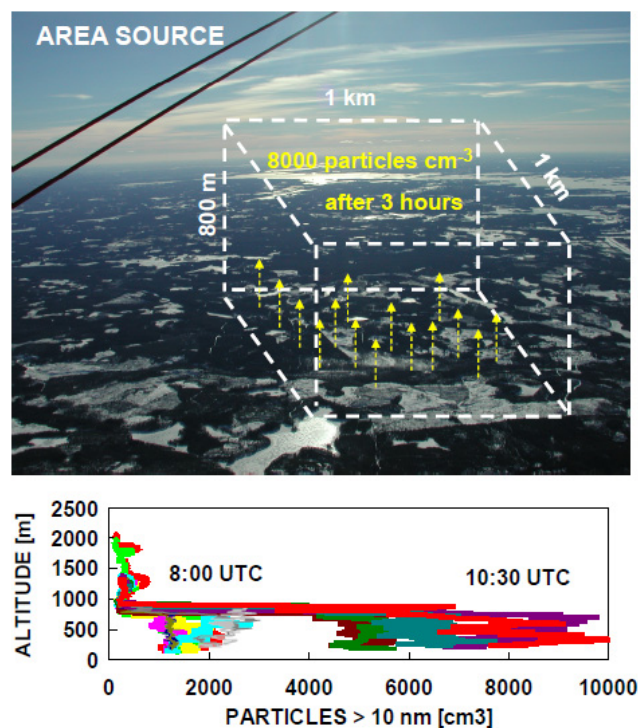 AREA SOURCE
1 km
8000 particles cm-3
after 3 hours
800 m
1 km
2500
2000
1500
1000
500
0
ALTITUDE [m]
8:00 UTC
10:30 UTC
0
2000
4000
6000
8000
10000
PARTICLES > 10 nm [cm3]